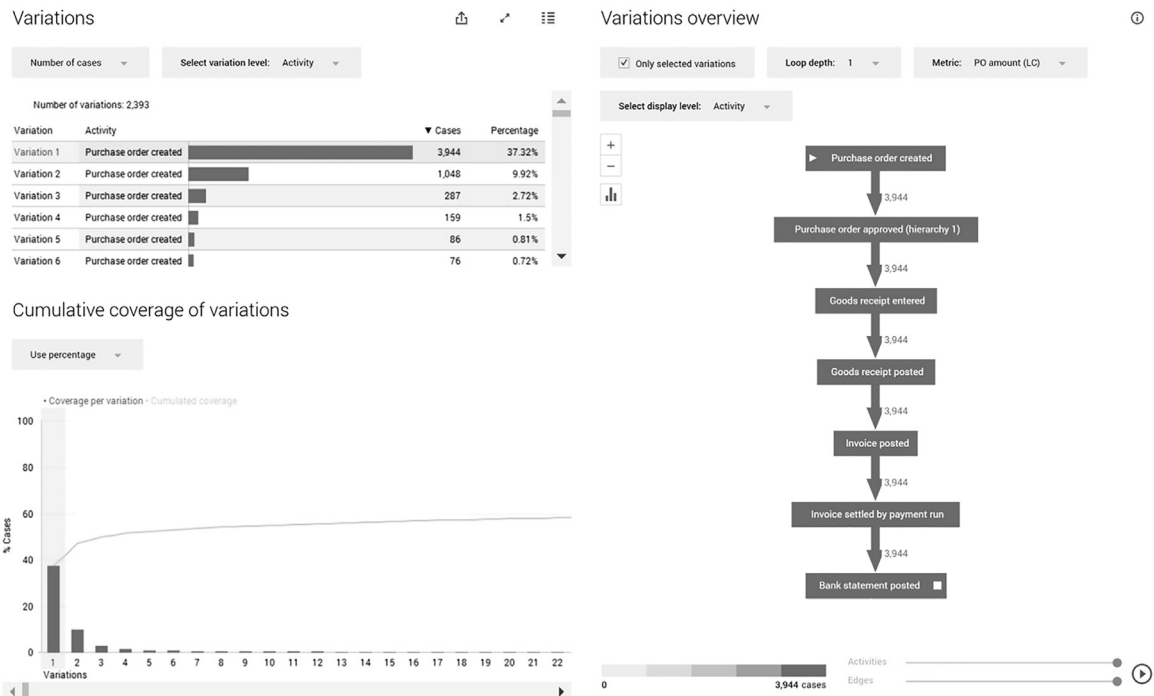 Variations
Number of cases
Select variation level: Activity
Number of variations: 2,393
Variation Activity ▼ Cases Percentage
Variation 1 Purchase order created 3,944 37.32%
Variation 2 Purchase order created 1,048 9.92%
Variation 3 Purchase order created 287 2.72%
Variation 4 Purchase order created 159 1.5%
Variation 5 Purchase order created 86 0.81%
Variation 6 Purchase order created 76 0.72%
Cumulative coverage of variations
Use percentage
• Coverage per variation • Cumulated coverage
% Cases
100
80
60
40
20
0
1 2 3 4 5 6 7 8 9 10 11 12 13 14 15 16 17 18 19 20 21 22
Variations
Variations overview
Only selected variations
Loop depth: 1
Metric: PO amount (LC)
Select display level: Activity
+
−
Purchase order created
3,944
Purchase order approved (hierarchy 1)
3,944
Goods receipt entered
3,944
Goods receipt posted
3,944
Invoice posted
3,944
Invoice settled by payment run
3,944
Bank statement posted
0 3,944 cases
Activities
Edges